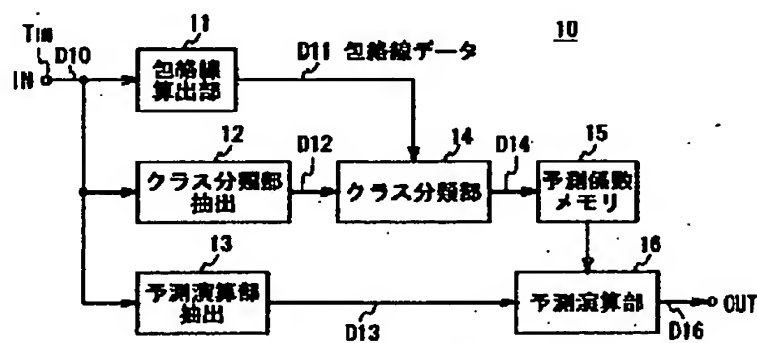 10
TIN
IN
D10
11
包絡線
算出部
D11 包絡線データ
12
クラス分類部
抽出
D12
14
クラス分類部
D14
15
予測係数
メモリ
13
予測演算部
抽出
D13
16
予測演算部
D16
OUT